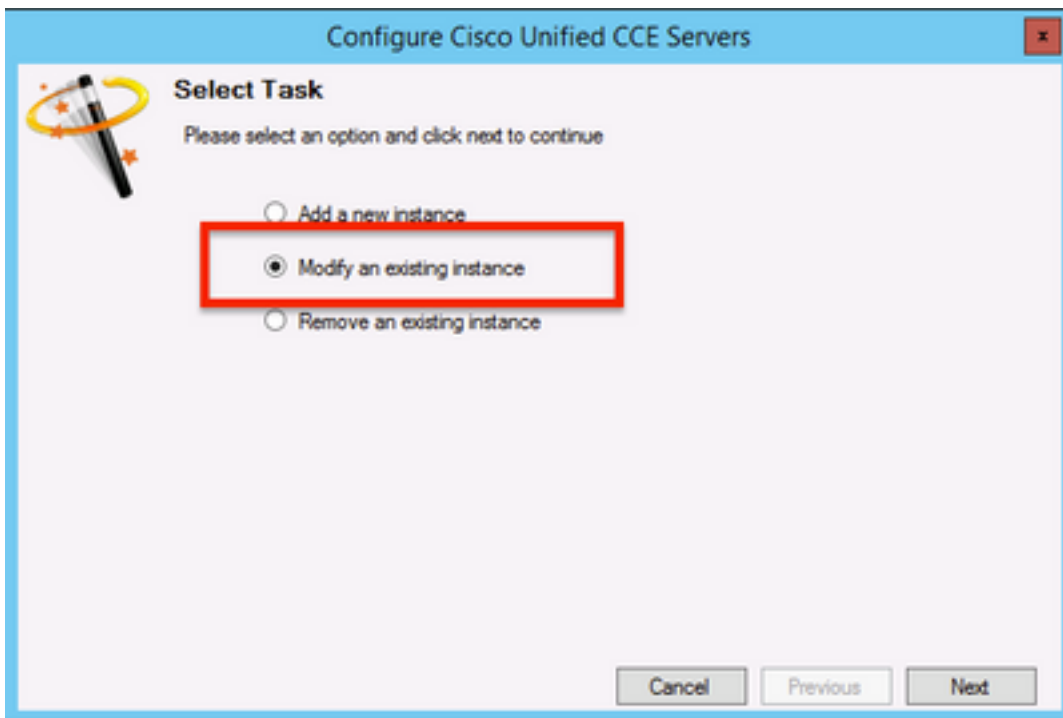 Configure Cisco Unified CCE Servers
x
Select Task
Please select an option and click next to continue
Add a new instance
Modify an existing instance
Remove an existing instance
Cancel Previous Next